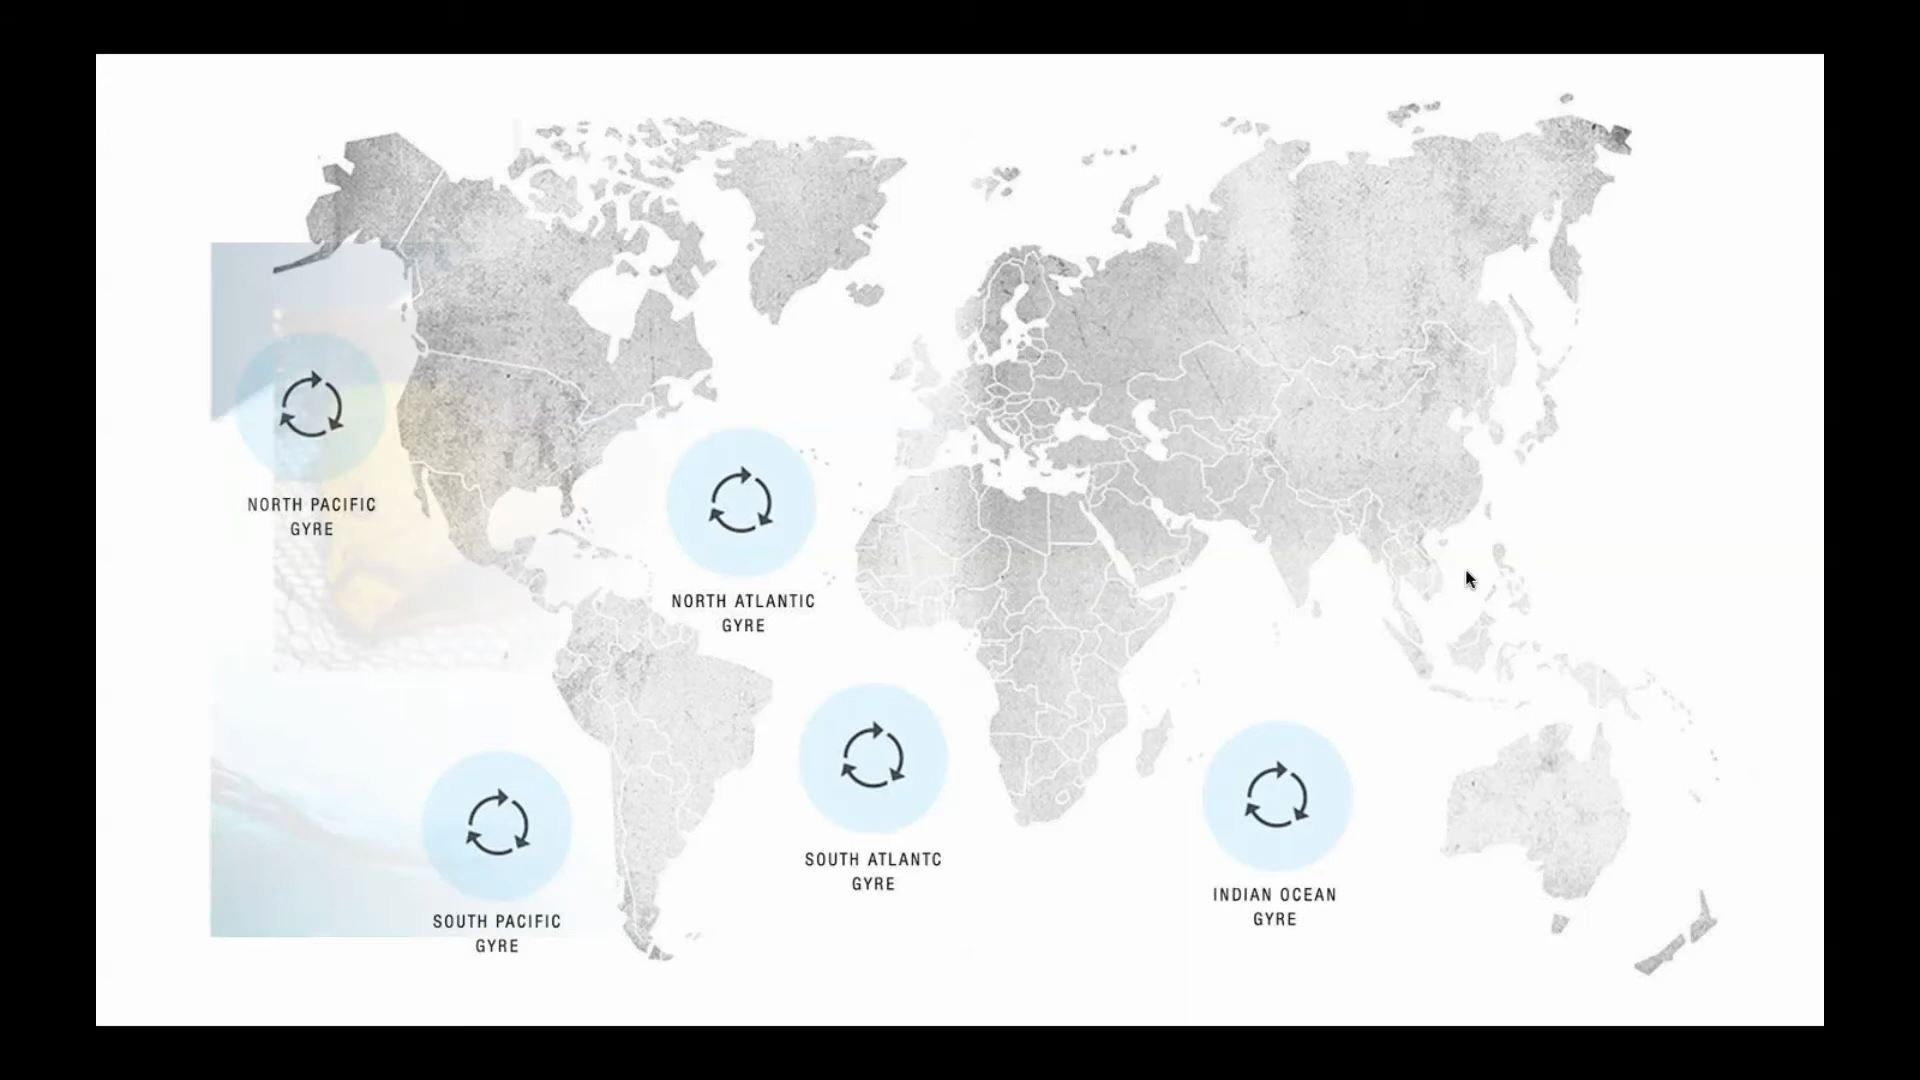 NORTH PACIFIC
GYRE
NORTH ATLANTIC
GYRE
SOUTH ATLANTC
GYRE
INDIAN OCEAN
GYRE
SOUTH PACIFIC
GYRE